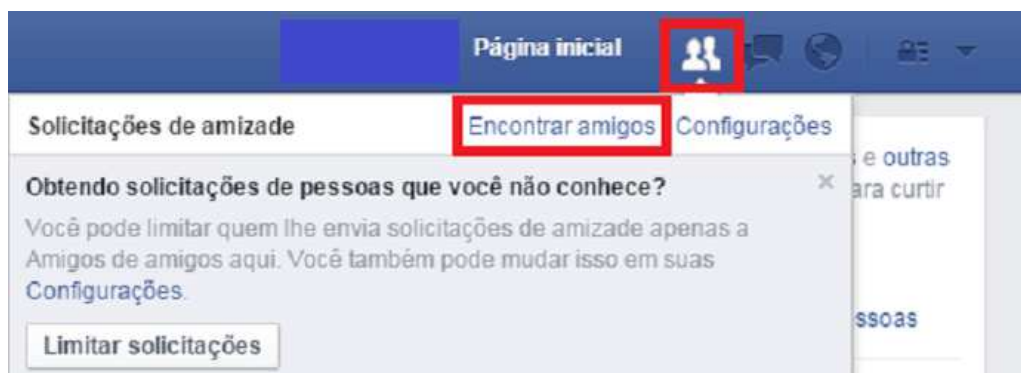 Página inicial
Solicitações de amizade Encontrar amigos Configurações
Obtendo solicitações de pessoas que você não conhece?
Você pode limitar quem lhe envia solicitações de amizade apenas a
Amigos de amigos aqui. Você também pode mudar isso em suas
Configurações.
Limitar solicitações
e outras
ara curtir
ssoas